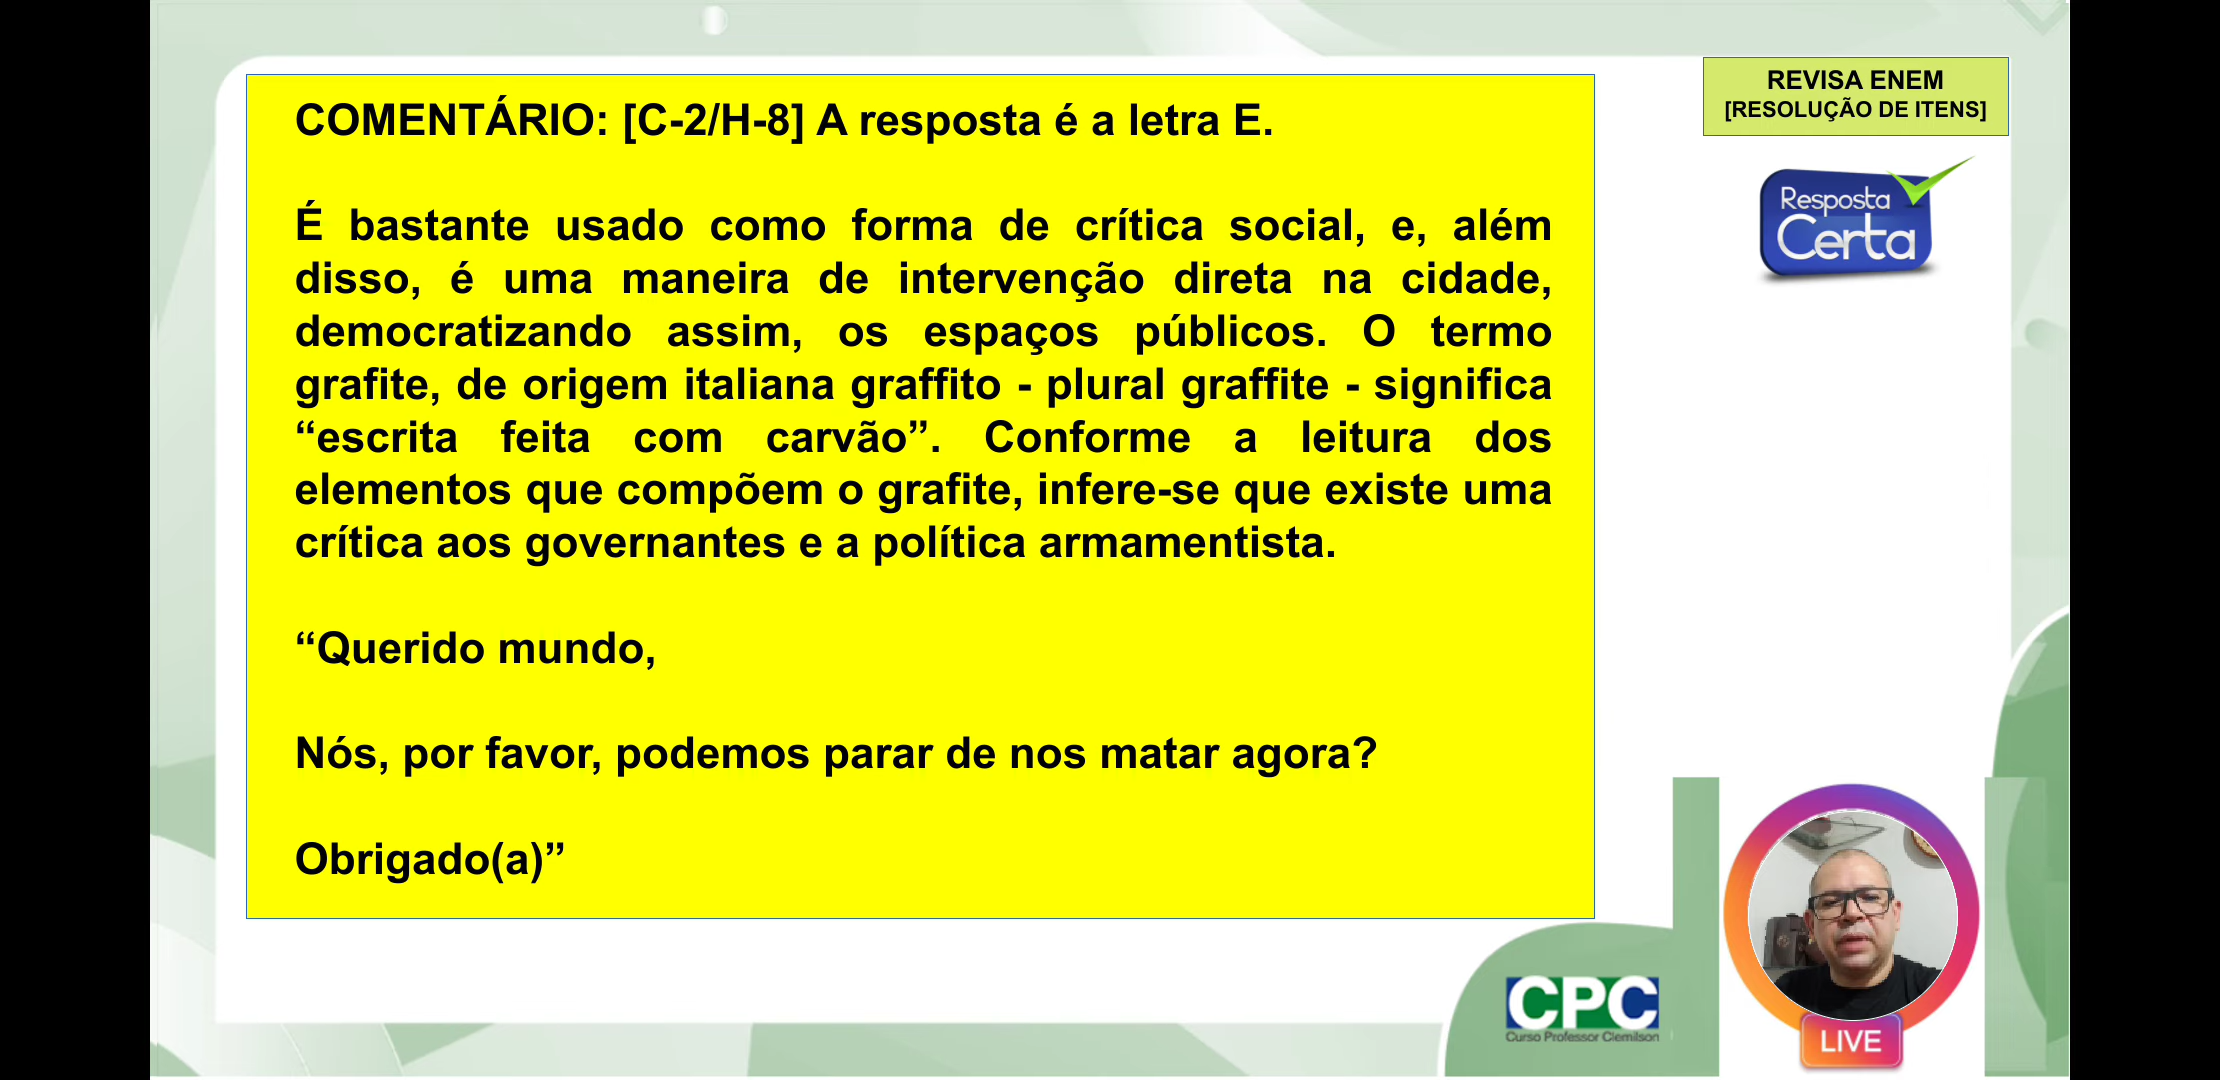 REVISA ENEM
[RESOLUÇÃO DE ITENS]
Resposta
Certa
COMENTÁRIO: [C-2/H-8] A resposta é a letra E.
É bastante usado como forma de crítica social, e, além
disso, é uma maneira de intervenção direta na cidade,
democratizando assim, os espaços públicos. O termo
grafite, de origem italiana graffito - plural graffite - significa
“escrita feita com carvão”. Conforme a leitura dos
elementos que compõem o grafite, infere-se que existe uma
crítica aos governantes e a política armamentista.
“Querido mundo,
Nós, por favor, podemos parar de nos matar agora?
Obrigado(a)”
CPC
Curso Professor Clemilson
LIVE